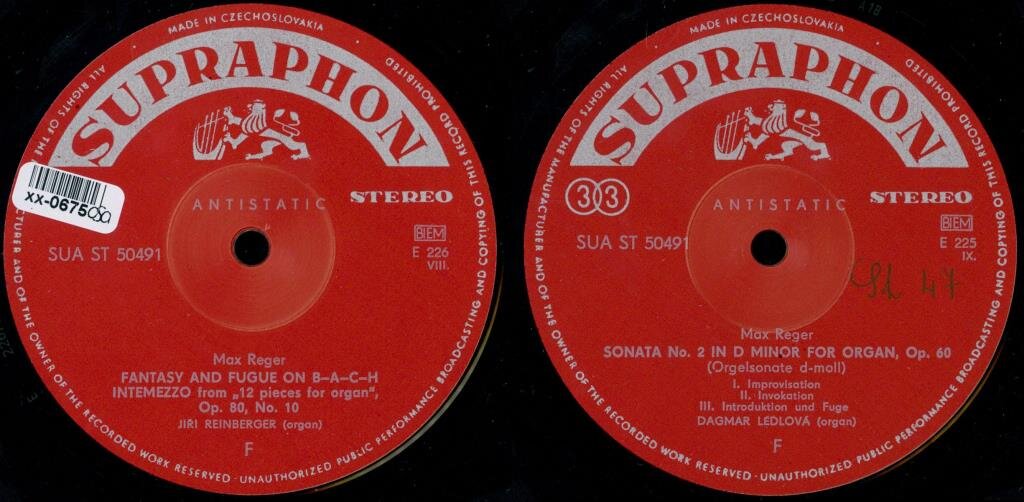 MADE IN CZECHOSLOVAKIA
ALL RIGHTS OF THE
CTURER AND OF THE OWNER OF THE RECORDED WORK RESERVED - UNAUTHORIZED PUBLIC PERFORMANCE BROADCASTING AND COPYING OF THIS RECORD PROHIBITED
SUPRAPHON
xx-0675
STEREO
ANTISTATIC
BIEM
SUA ST 50491
E 226
VIII.
Max Reger
FANTASY AND FUGUE ON B–A–C–H
INTEMEZZO from „12 pieces for organ",
Op. 80, No. 10
JIŘÍ REINBERGER (organ)
F
MADE IN CZECHOSLOVAKIA
ALL RIGHTS OF THE MANUFACTURER AND OF THE OWNER OF THE RECORDED WORK RESERVED - UNAUTHORIZED PUBLIC PERFORMANCE BROADCASTING AND COPYING OF THIS RECORD PROHIBITED
SUPRAPHON
33
STEREO
ANTISTATIC
BIEM
SUA ST 50491
E 225
IX.
47
Max Reger
SONATA No. 2 IN D MINOR FOR ORGAN, Op. 60
(Orgelsonate d-moll)
I. Improvisation
II. Invokation
III. Introduktion und Fuge
DAGMAR LEDLOVÁ (organ)
F